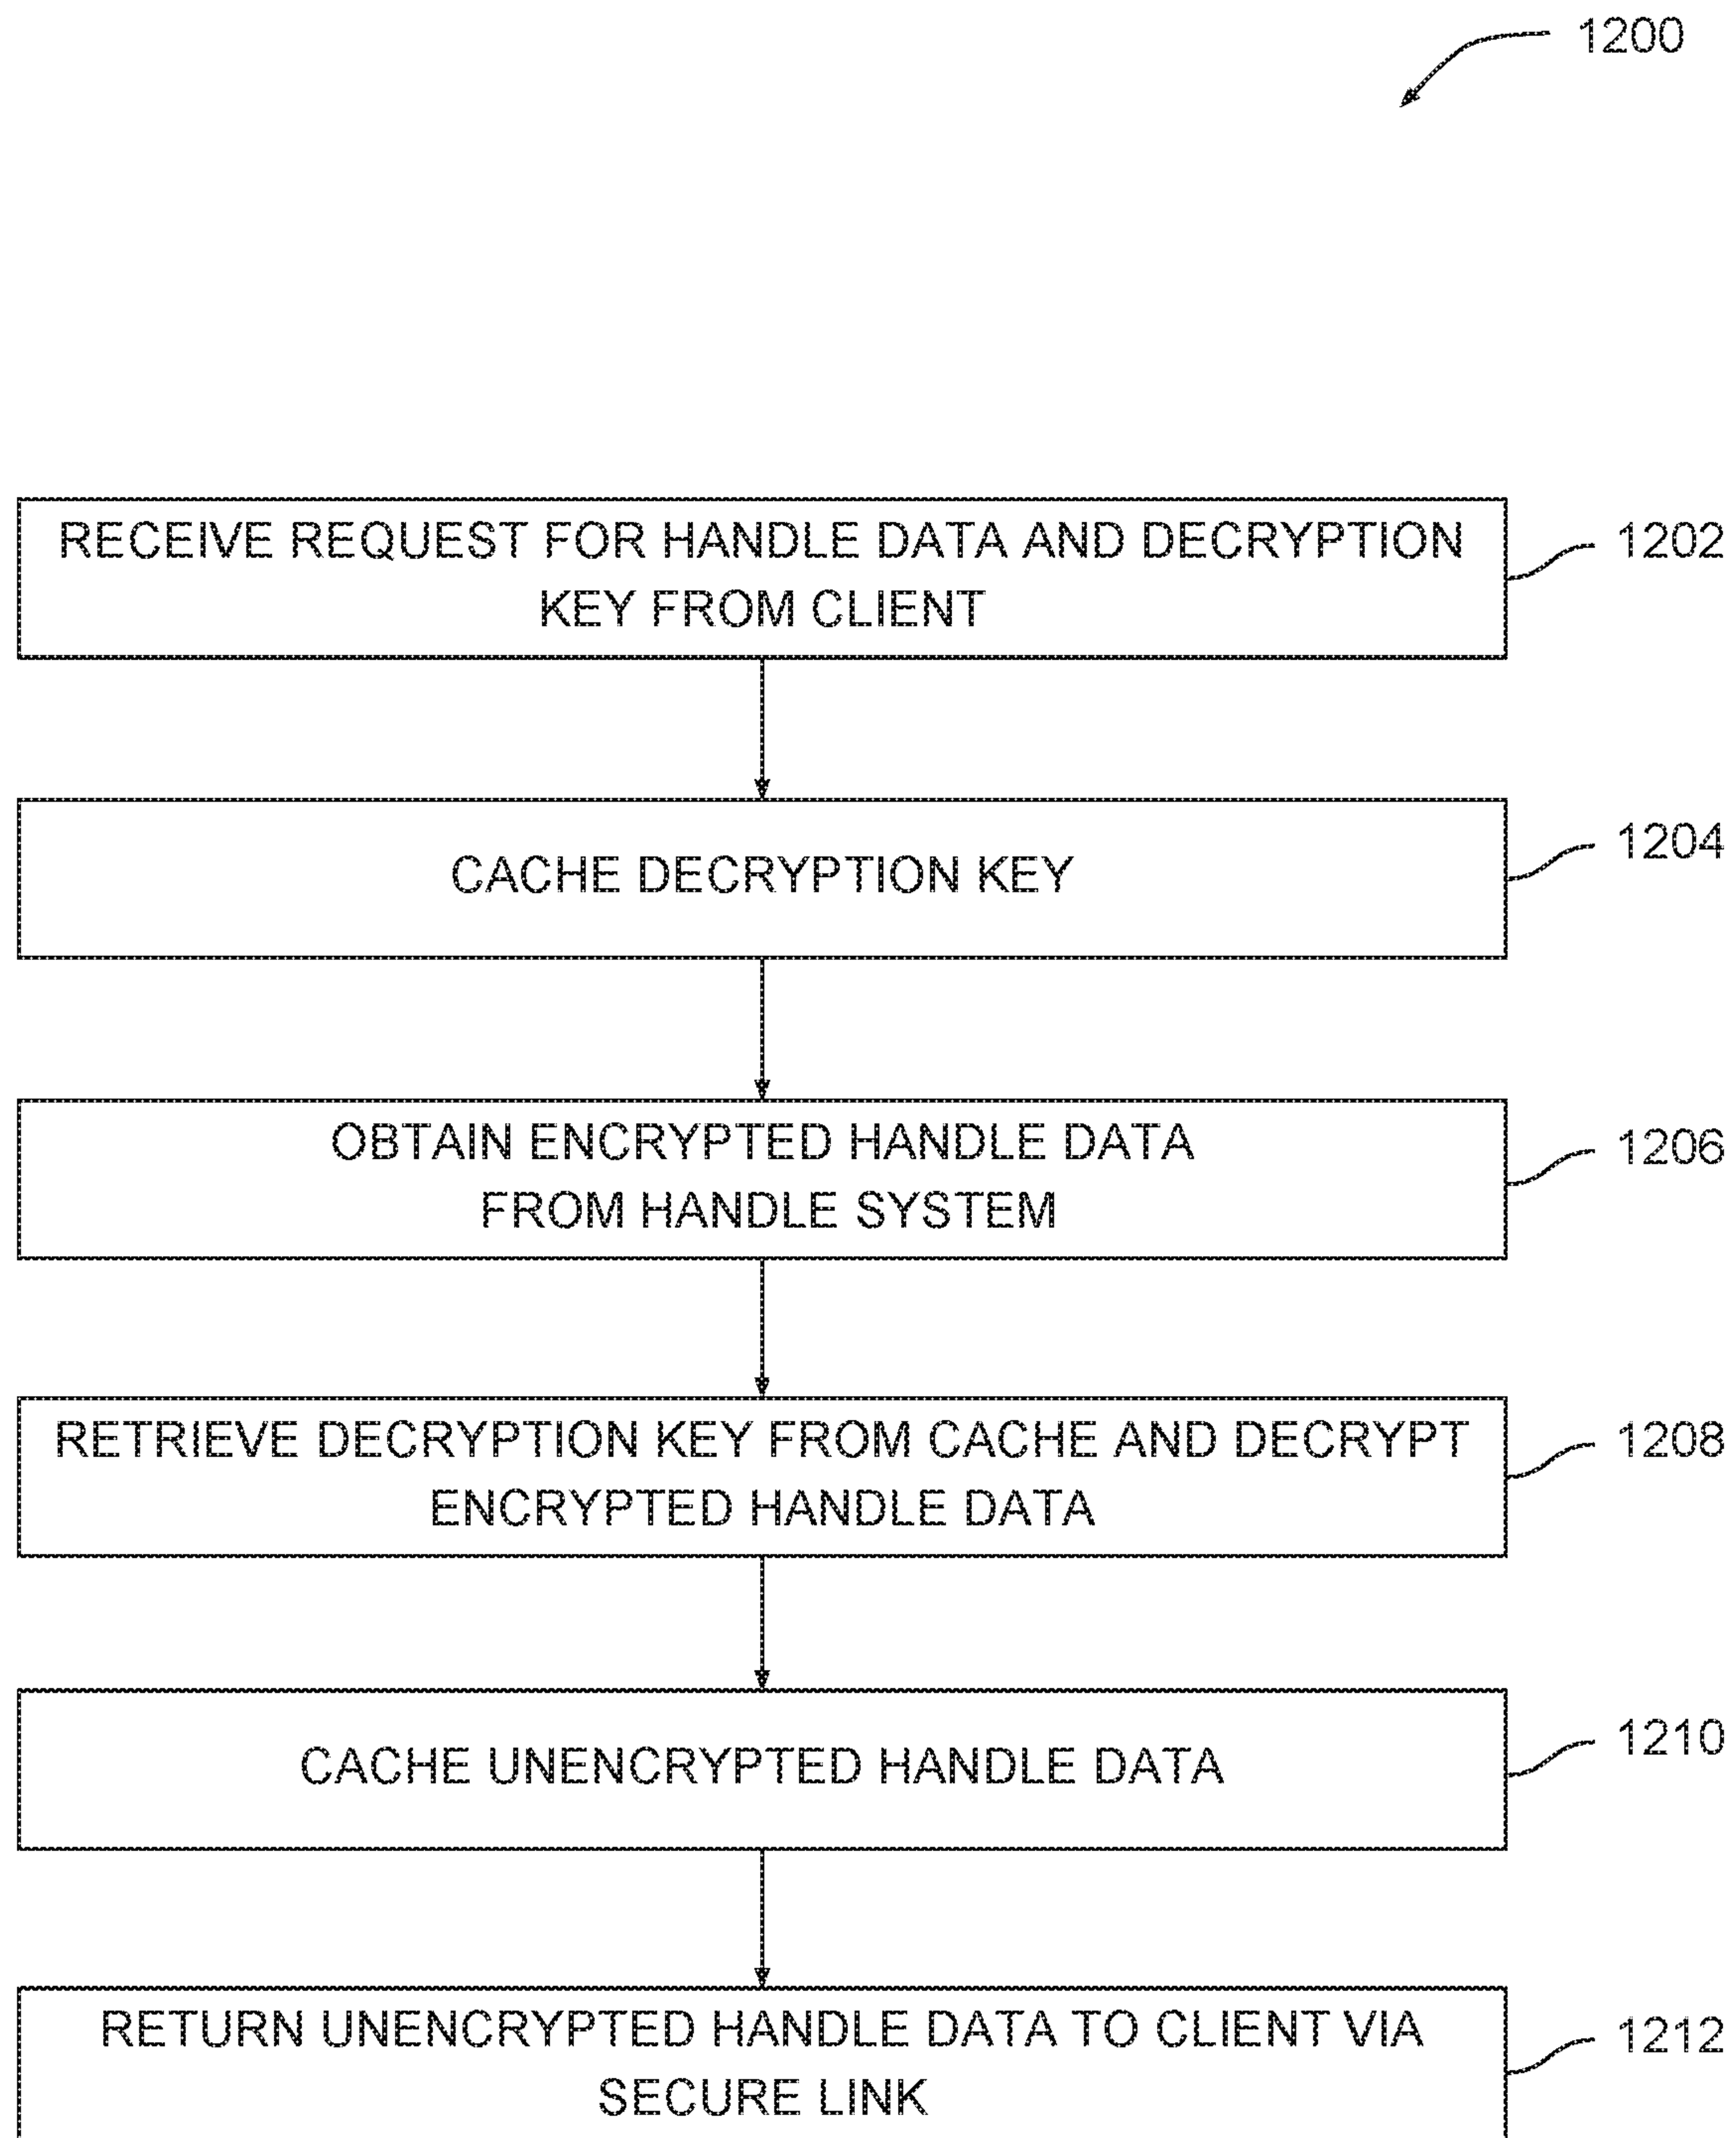 1200
RECEIVE REQUEST FOR HANDLE DATA AND DECRYPTION
KEY FROM CLIENT
1202
CACHE DECRYPTION KEY
1204
OBTAIN ENCRYPTED HANDLE DATA
FROM HANDLE SYSTEM
1206
RETRIEVE DECRYPTION KEY FROM CACHE AND DECRYPT
ENCRYPTED HANDLE DATA
1208
CACHE UNENCRYPTED HANDLE DATA
1210
RETURN UNENCRYPTED HANDLE DATA TO CLIENT VIA
SECURE LINK
1212